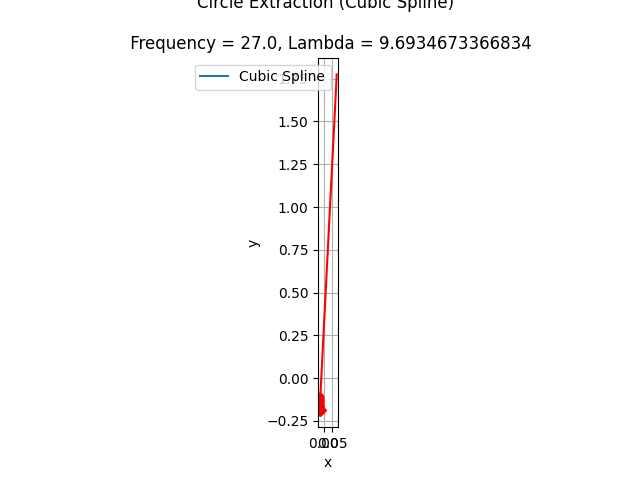 Circle Extraction (Cubic Spline)
Frequency = 27.0, Lambda = 9.6934673366834
Cubic Spline
1.50
1.25
1.00
0.75
0.50
0.25
0.00
−0.25
y
x